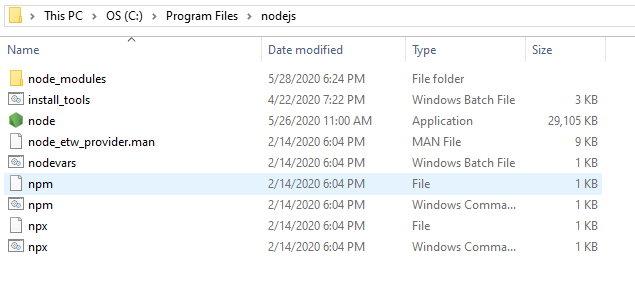 This PC > OS (C:) > Program Files > nodejs
Name Date modified Type Size
node_modules 5/28/2020 6:24 PM File folder
install_tools 4/22/2020 7:22 PM Windows Batch File 3 KB
node 5/26/2020 11:00 AM Application 29,105 KB
node_etw_provider.man 2/14/2020 6:04 PM MAN File 9 KB
nodevars 2/14/2020 6:04 PM Windows Batch File 1 KB
npm 2/14/2020 6:04 PM File 1 KB
npm 2/14/2020 6:04 PM Windows Comma... 1 KB
npx 2/14/2020 6:04 PM File 1 KB
npx 2/14/2020 6:04 PM Windows Comma... 1 KB